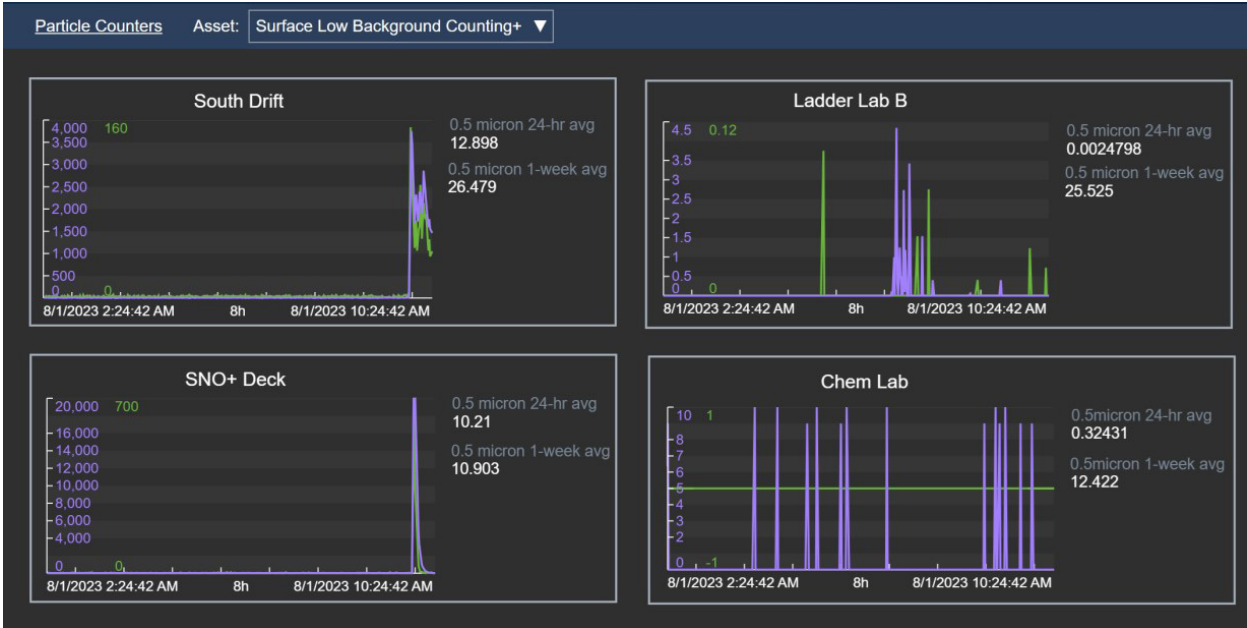 Particle Counters Asset: Surface Low Background Counting+ ▼
South Drift
4,000 160
3,500
3,000
2,500
2,000
1,500
1,000
500
0 0
8/1/2023 2:24:42 AM 8h 8/1/2023 10:24:42 AM
0.5 micron 24-hr avg
12.898
0.5 micron 1-week avg
26.479
Ladder Lab B
4.5 0.12
3.5
3
2.5
2
1.5
1
0.5
0 0
8/1/2023 2:24:42 AM 8h 8/1/2023 10:24:42 AM
0.5 micron 24-hr avg
0.0024798
0.5 micron 1-week avg
25.525
SNO+ Deck
20,000 700
16,000
14,000
12,000
10,000
8,000
6,000
4,000
0 0
8/1/2023 2:24:42 AM 8h 8/1/2023 10:24:42 AM
0.5 micron 24-hr avg
10.21
0.5 micron 1-week avg
10.903
Chem Lab
10 1
8
7
6
5
4
3
2
0 -1
8/1/2023 2:24:42 AM 8h 8/1/2023 10:24:42 AM
0.5micron 24-hr avg
0.32431
0.5micron 1-week avg
12.422